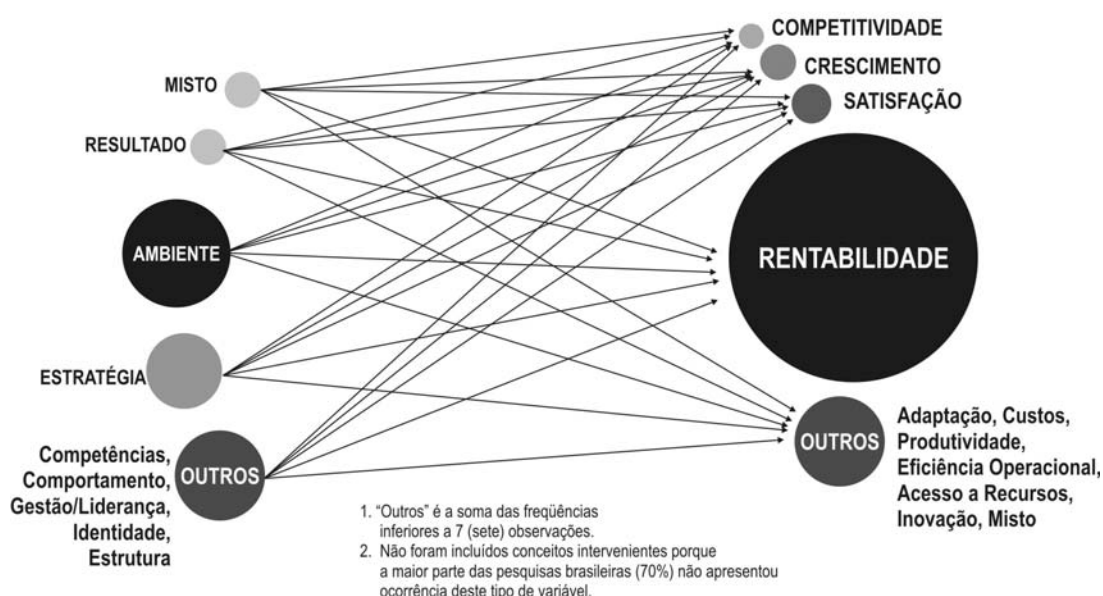 MISTO
RESULTADO
AMBIENTE
ESTRATÉGIA
OUTROS
Competências,
Comportamento,
Gestão/Liderança,
Identidade,
Estrutura
COMPETITIVIDADE
CRESCIMENTO
SATISFAÇÃO
RENTABILIDADE
OUTROS
Adaptação, Custos,
Produtividade,
Eficiência Operacional,
Acesso a Recursos,
Inovação, Misto
1. “Outros” é a soma das freqüências
inferiores a 7 (sete) observações.
2. Não foram incluídos conceitos intervenientes porque
a maior parte das pesquisas brasileiras (70%) não apresentou
ocorrência deste tipo de variável.